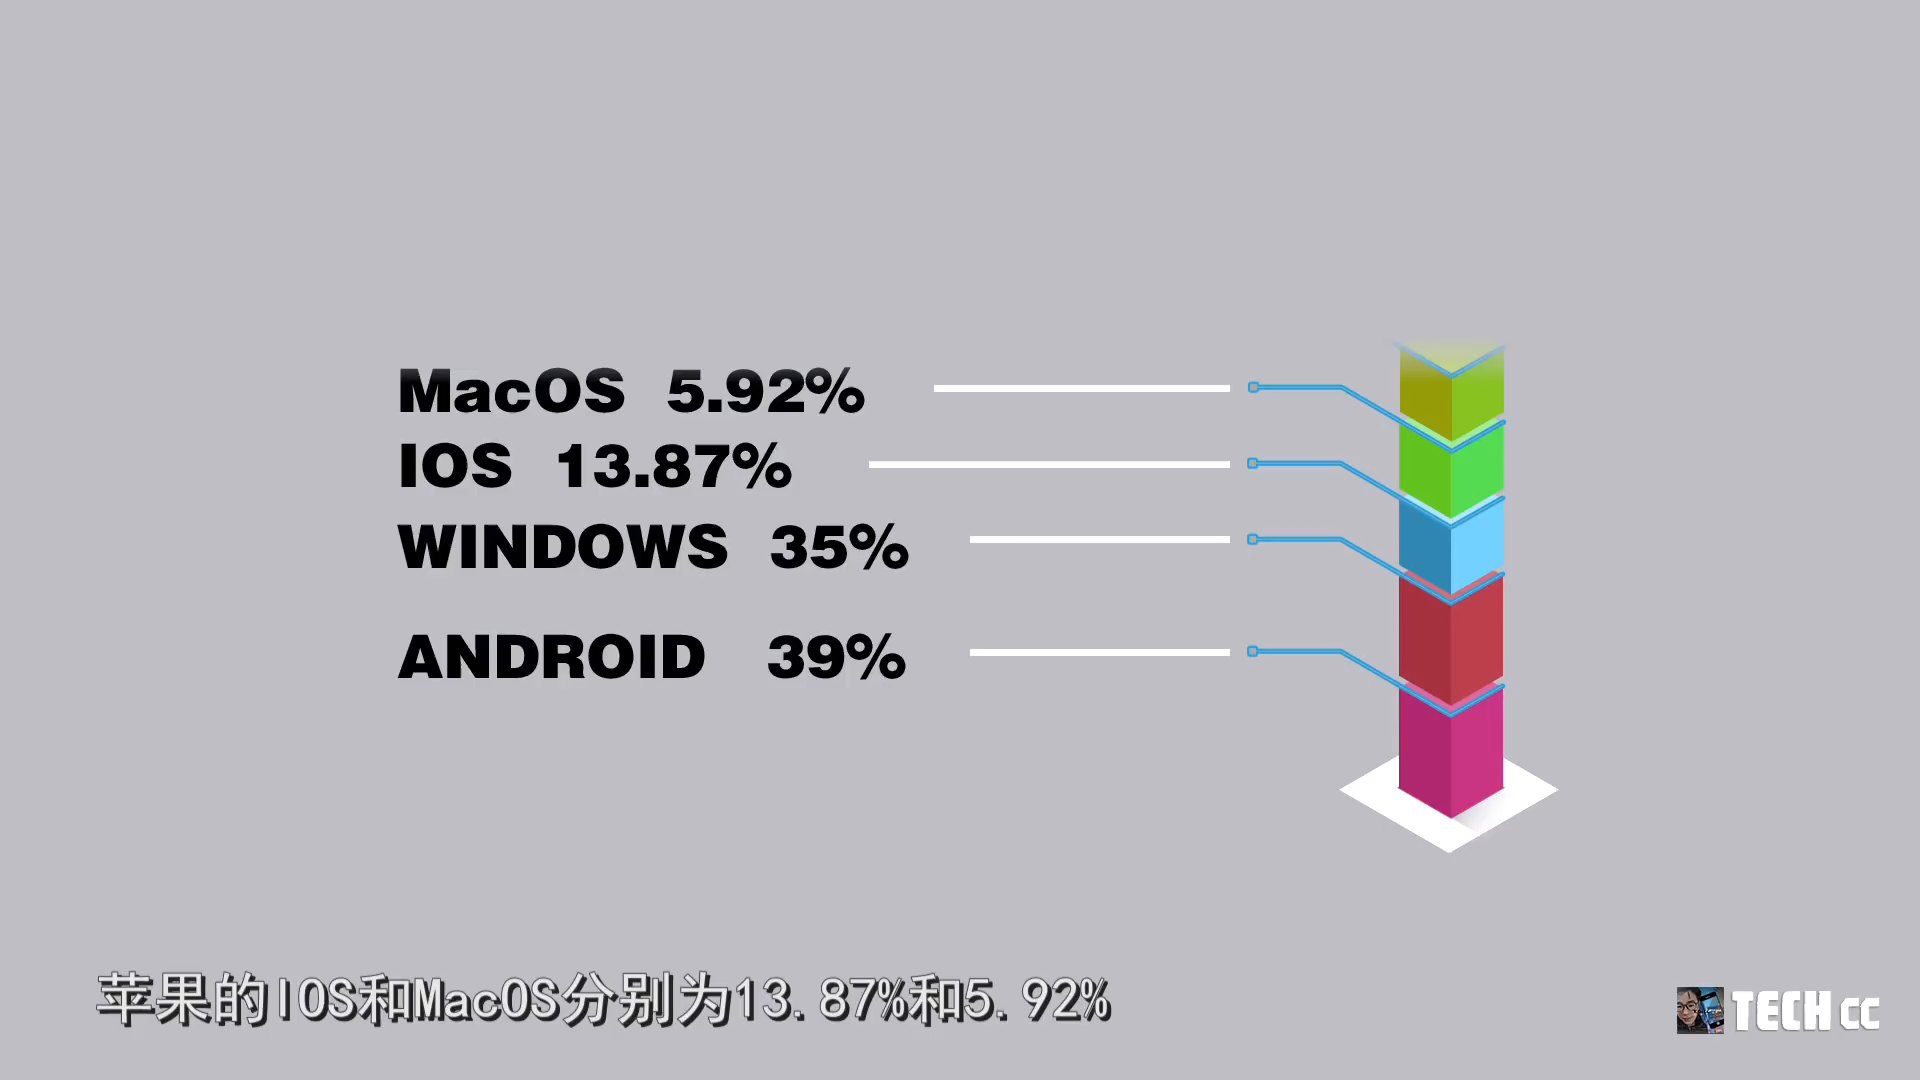 MacOS 5.92%
IOS 13.87%
WINDOWS 35%
ANDROID 39%
苹果的IOS和MacOS分别为13.87%和5.92%
TECH CC